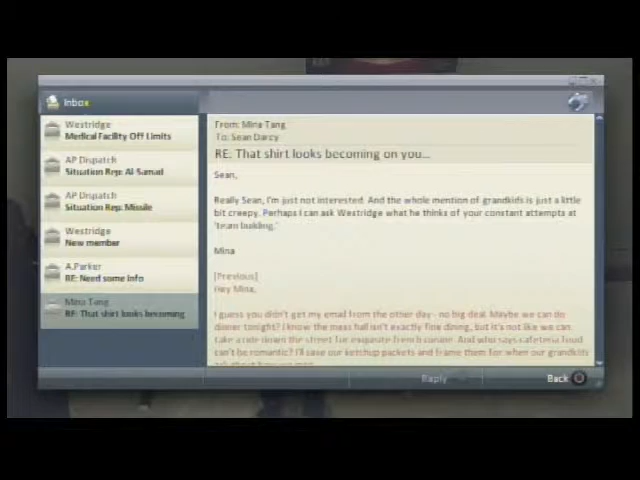 Inbox
Westridge
Medical Facility Off Limits
AP Dispatch
Situation Rep: Al-Samad
AP Dispatch
Situation Rep: Missile
Westridge
New member
A.Parker
RE: Need some info
Mina Tang
RE: That shirt looks becoming
From: Mina Tang
To: Sean Darcy
RE: That shirt looks becoming on you...
Sean,
Really Sean, I'm just not interested. And the whole mention of grandkids is just a little
bit creepy. Perhaps I can ask Westridge what he thinks of your constant attempts at
'team building.'
Mina
[Previous]
Hey Mina,
I guess you didn't get my email from the other day - no big deal. Maybe we can do
dinner tonight? I know the mess hall isn't exactly fine dining, but it's not like we can
take a ride down the street for exquisite french cuisine. And who says cafeteria food
can't be romantic? I'll save our ketchup packets and frame them for when our grandkids
Reply
Back